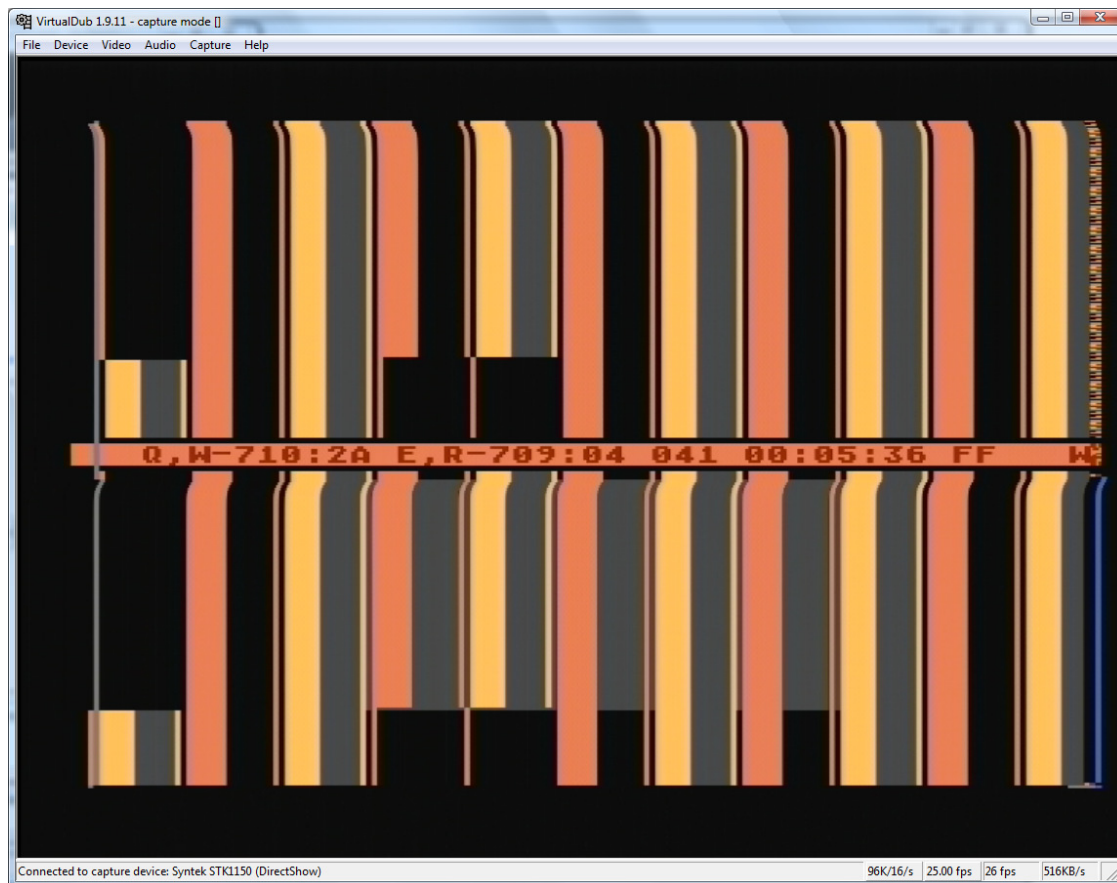 VirtualDub 1.9.11 - capture mode []
File Device Video Audio Capture Help
Q,W-710:2A E,R-709:04 041 00:05:36 FF W
Connected to capture device: Syntek STK1150 (DirectShow) 96K/16/s 25.00 fps 26 fps 516KB/s